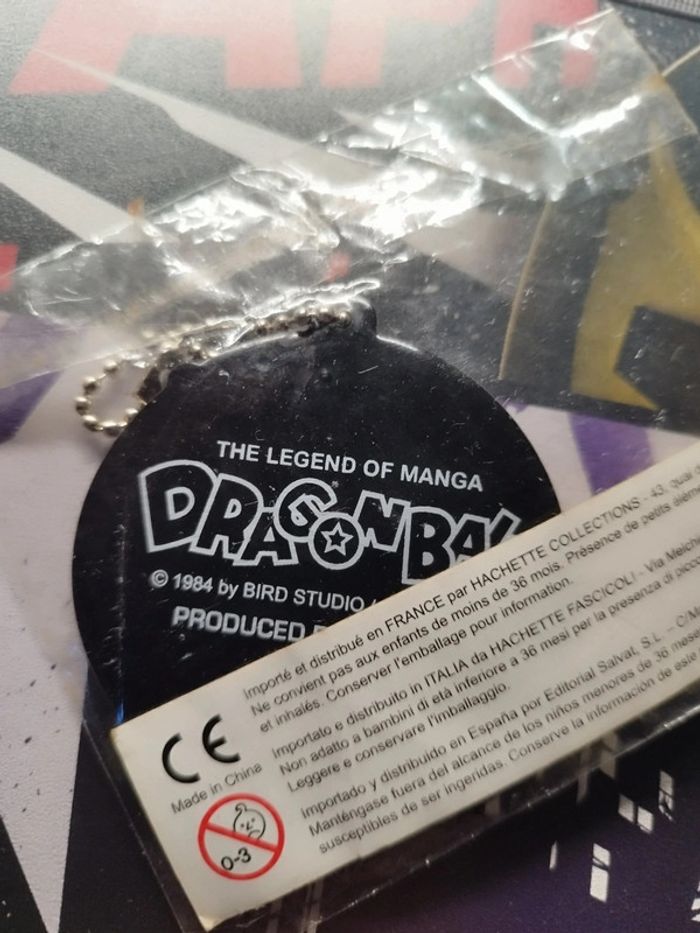 THE LEGEND OF MANGA
DRAGONBALL
© 1984 by BIRD STUDIO
PRODUCED
Importé et distribué en FRANCE par HACHETTE COLLECTIONS - 43, quai
Ne convient pas aux enfants de moins de 36 mois. Présence de petits
et inhalés. Conserver l'emballage pour information.
Importato e distribuito in ITALIA da HACHETTE FASCICOLI - Via
Non adatto a bambini di età inferiore a 36 mesi per la presenza di
Leggere e conservare l'imballaggio.
Importado y distribuido en España por Editorial Salvat, S.L. -
Manténgase fuera del alcance de los niños menores de 36
susceptibles de ser ingeridas. Conserve la información de este
CE
Made in China
0-3